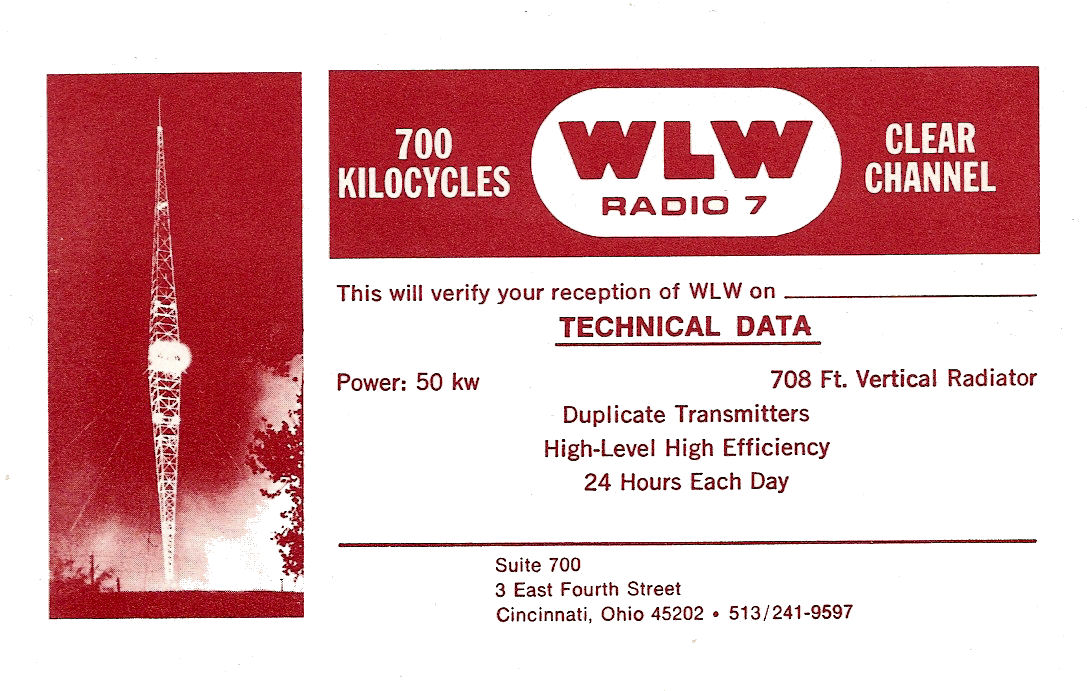 700
KILOCYCLES
WLW
RADIO 7
CLEAR
CHANNEL
This will verify your reception of WLW on
TECHNICAL DATA
Power: 50 kw
708 Ft. Vertical Radiator
Duplicate Transmitters
High-Level High Efficiency
24 Hours Each Day
Suite 700
3 East Fourth Street
Cincinnati, Ohio 45202 • 513/241-9597